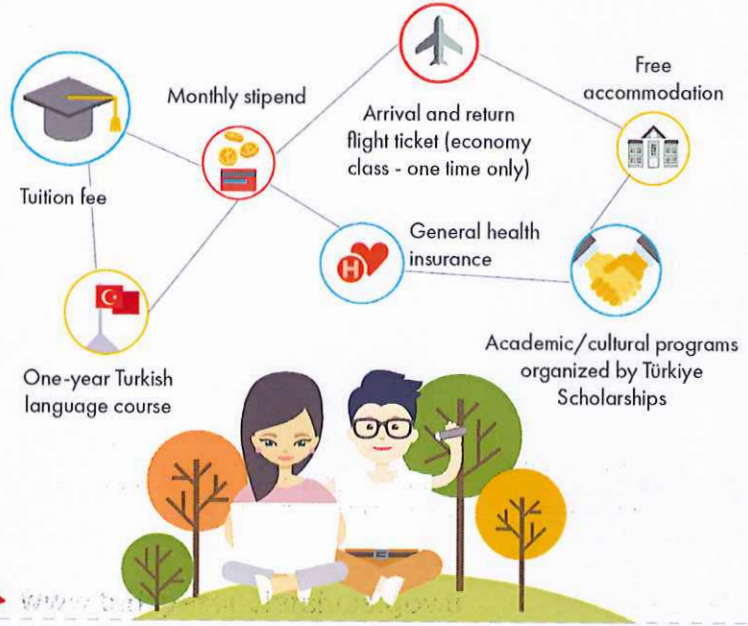 Monthly stipend
Tuition fee
Arrival and return
flight ticket (economy
class - one time only)
Free
accommodation
General health
insurance
H
One-year Turkish
language course
Academic/cultural programs
organized by Türkiye
Scholarships